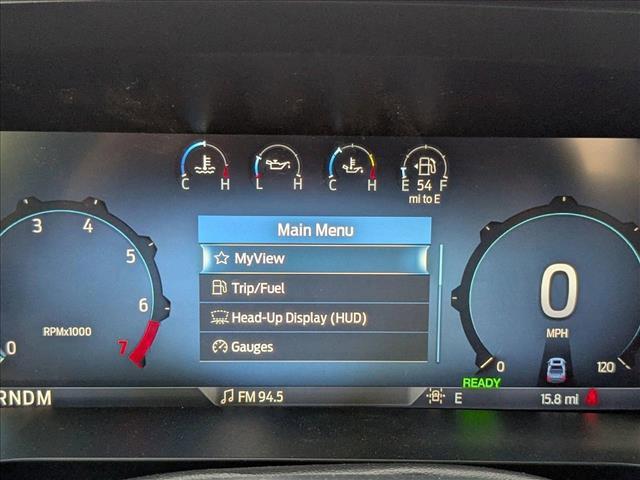 C H
L H
C H
E 54 F
mi to E
Main Menu
MyView
Trip/Fuel
Head-Up Display (HUD)
Gauges
3 4 5 6 7
0
RPMx1000
0
MPH
0 120
READY
RNDM
FM 94.5
E
15.8 mi